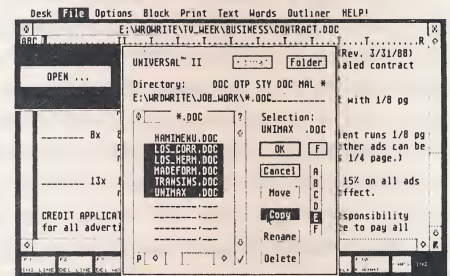 Desk File Options Block Print Text Words Outliner HELP!
E:\WRDWRITE\TV_WEEK\BUSINESS\CONTRACT.DOC
OPEN ...
UNIVERSAL™ II
Folder
Directory: DOC OTP STY DOC MAL *
E:\WRDWRITE\JOB_WORK\*.DOC
*.DOC
HAMIMENU.DOC
LOS_CORR.DOC
LOS_HERM.DOC
MADEFORM.DOC
TRANSINS.DOC
UNIMAX .DOC
Selection:
UNIMAX .DOC
OK F
Cancel
Move
Copy
Rename
Delete
A
B
C
D
E
F
(Rev. 3/31/88)
aled contract
t with 1/8 pg
8x
ient runs 1/8 pg
ther ads can be
s 1/4 page.)
13x
15% on all ads
ffect.
CREDIT APPLICAT
for all adverti
esponsibility
ee to pay all